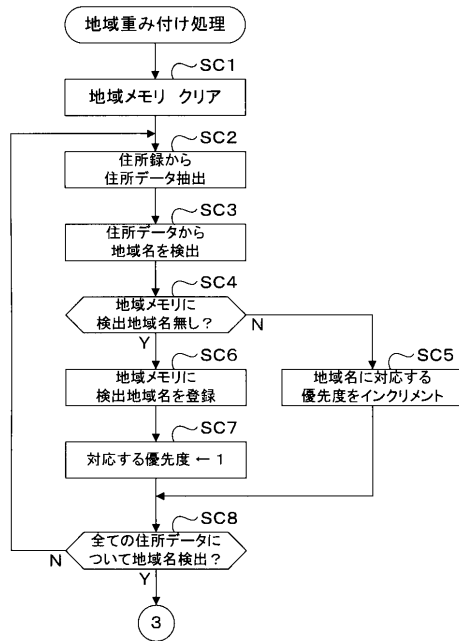 地域重み付け処理
SC1
地域メモリ クリア
SC2
住所録から
住所データ抽出
SC3
住所データから
地域名を検出
SC4
地域メモリに
検出地域名無し?
N
Y
SC5
地域名に対応する
優先度をインクリメント
SC6
地域メモリに
検出地域名を登録
SC7
対応する優先度 ← 1
SC8
全ての住所データに
ついて地域名検出?
N
Y
3